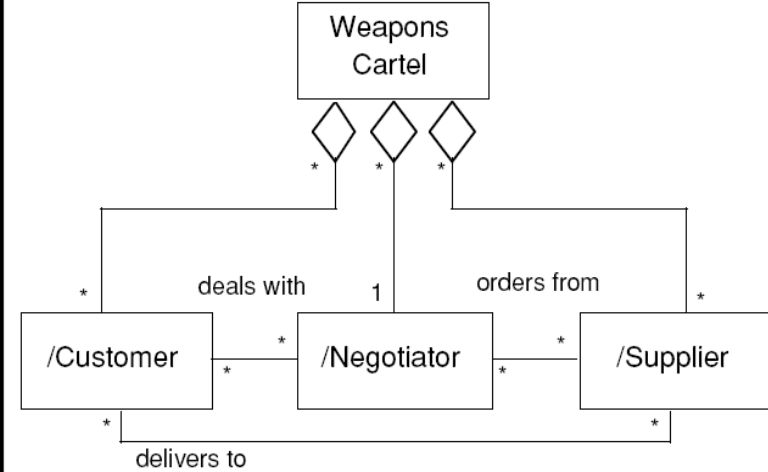 Weapons
Cartel
* * *
deals with
orders from
* 1 *
/Customer
* *
/Negotiator
* *
/Supplier
* *
delivers to